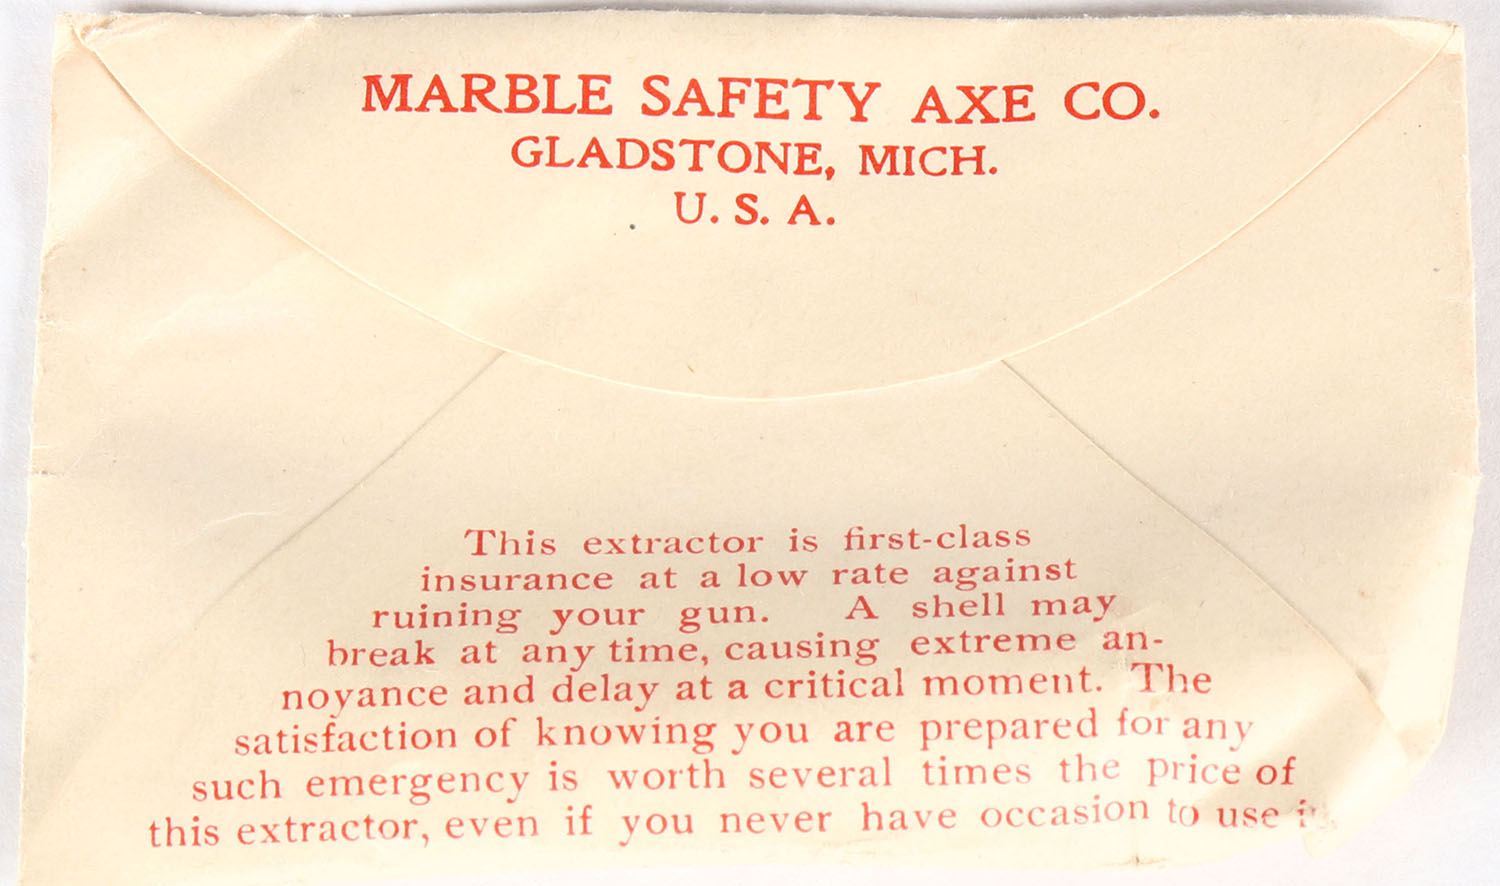 MARBLE SAFETY AXE CO.
GLADSTONE, MICH.
U. S. A.
This extractor is first-class
insurance at a low rate against
ruining your gun. A shell may
break at any time, causing extreme an-
noyance and delay at a critical moment. The
satisfaction of knowing you are prepared for any
such emergency is worth several times the price of
this extractor, even if you never have occasion to use